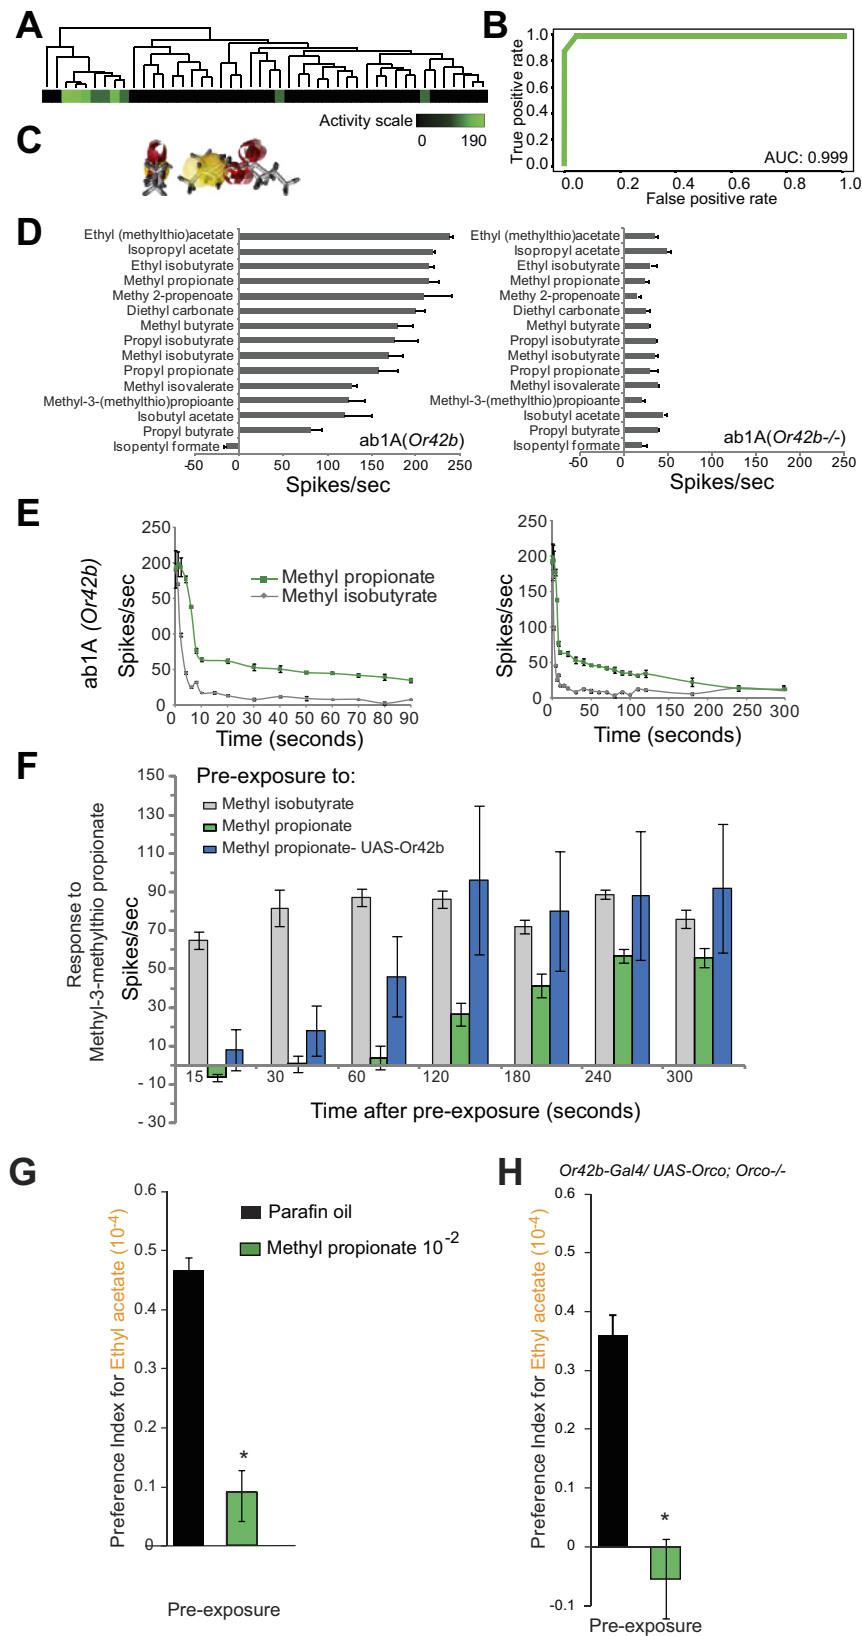 A
B
True positive rate
1.0
0.8
0.6
0.4
0.2
0.0
AUC: 0.999
0.0 0.2 0.4 0.6 0.8 1.0
False positive rate
Activity scale
0 190
C
D
Ethyl (methylthio)acetate
Isopropyl acetate
Ethyl isobutyrate
Methyl propionate
Methy 2-propenoate
Diethyl carbonate
Methyl butyrate
Propyl isobutyrate
Methyl isobutyrate
Propyl propionate
Methyl isovalerate
Methyl-3-(methylthio)propioante
Isobutyl acetate
Propyl butyrate
Isopentyl formate
ab1A(Or42b)
-50 0 50 100 150 200 250
Spikes/sec
Ethyl (methylthio)acetate
Isopropyl acetate
Ethyl isobutyrate
Methyl propionate
Methy 2-propenoate
Diethyl carbonate
Methyl butyrate
Propyl isobutyrate
Methyl isobutyrate
Propyl propionate
Methyl isovalerate
Methyl-3-(methylthio)propioante
Isobutyl acetate
Propyl butyrate
Isopentyl formate
ab1A(Or42b-/-)
-50 0 50 100 150 200 250
Spikes/sec
E
ab1A (Or42b)
Spikes/sec
250
200
50
00
50
0
Methyl propionate
Methyl isobutyrate
0 10 20 30 40 50 60 70 80 90
Time (seconds)
Spikes/sec
250
200
150
100
50
0
0 50 100 150 200 250 300
Time (seconds)
F
Response to
Methyl-3-methylthio propionate
Spikes/sec
150
130
110
90
70
50
30
10
- 10
- 30
Pre-exposure to:
Methyl isobutyrate
Methyl propionate
Methyl propionate- UAS-Or42b
15 30 60 120 180 240 300
Time after pre-exposure (seconds)
G
Preference Index for Ethyl acetate (10-4)
0.6
0.5
0.4
0.3
0.2
0.1
0
Parafin oil
Methyl propionate 10-2
*
Pre-exposure
H
Or42b-Gal4/ UAS-Orco; Orco-/-
Preference Index for Ethyl acetate (10-4)
0.6
0.5
0.4
0.3
0.2
0.1
0
-0.1
*
Pre-exposure